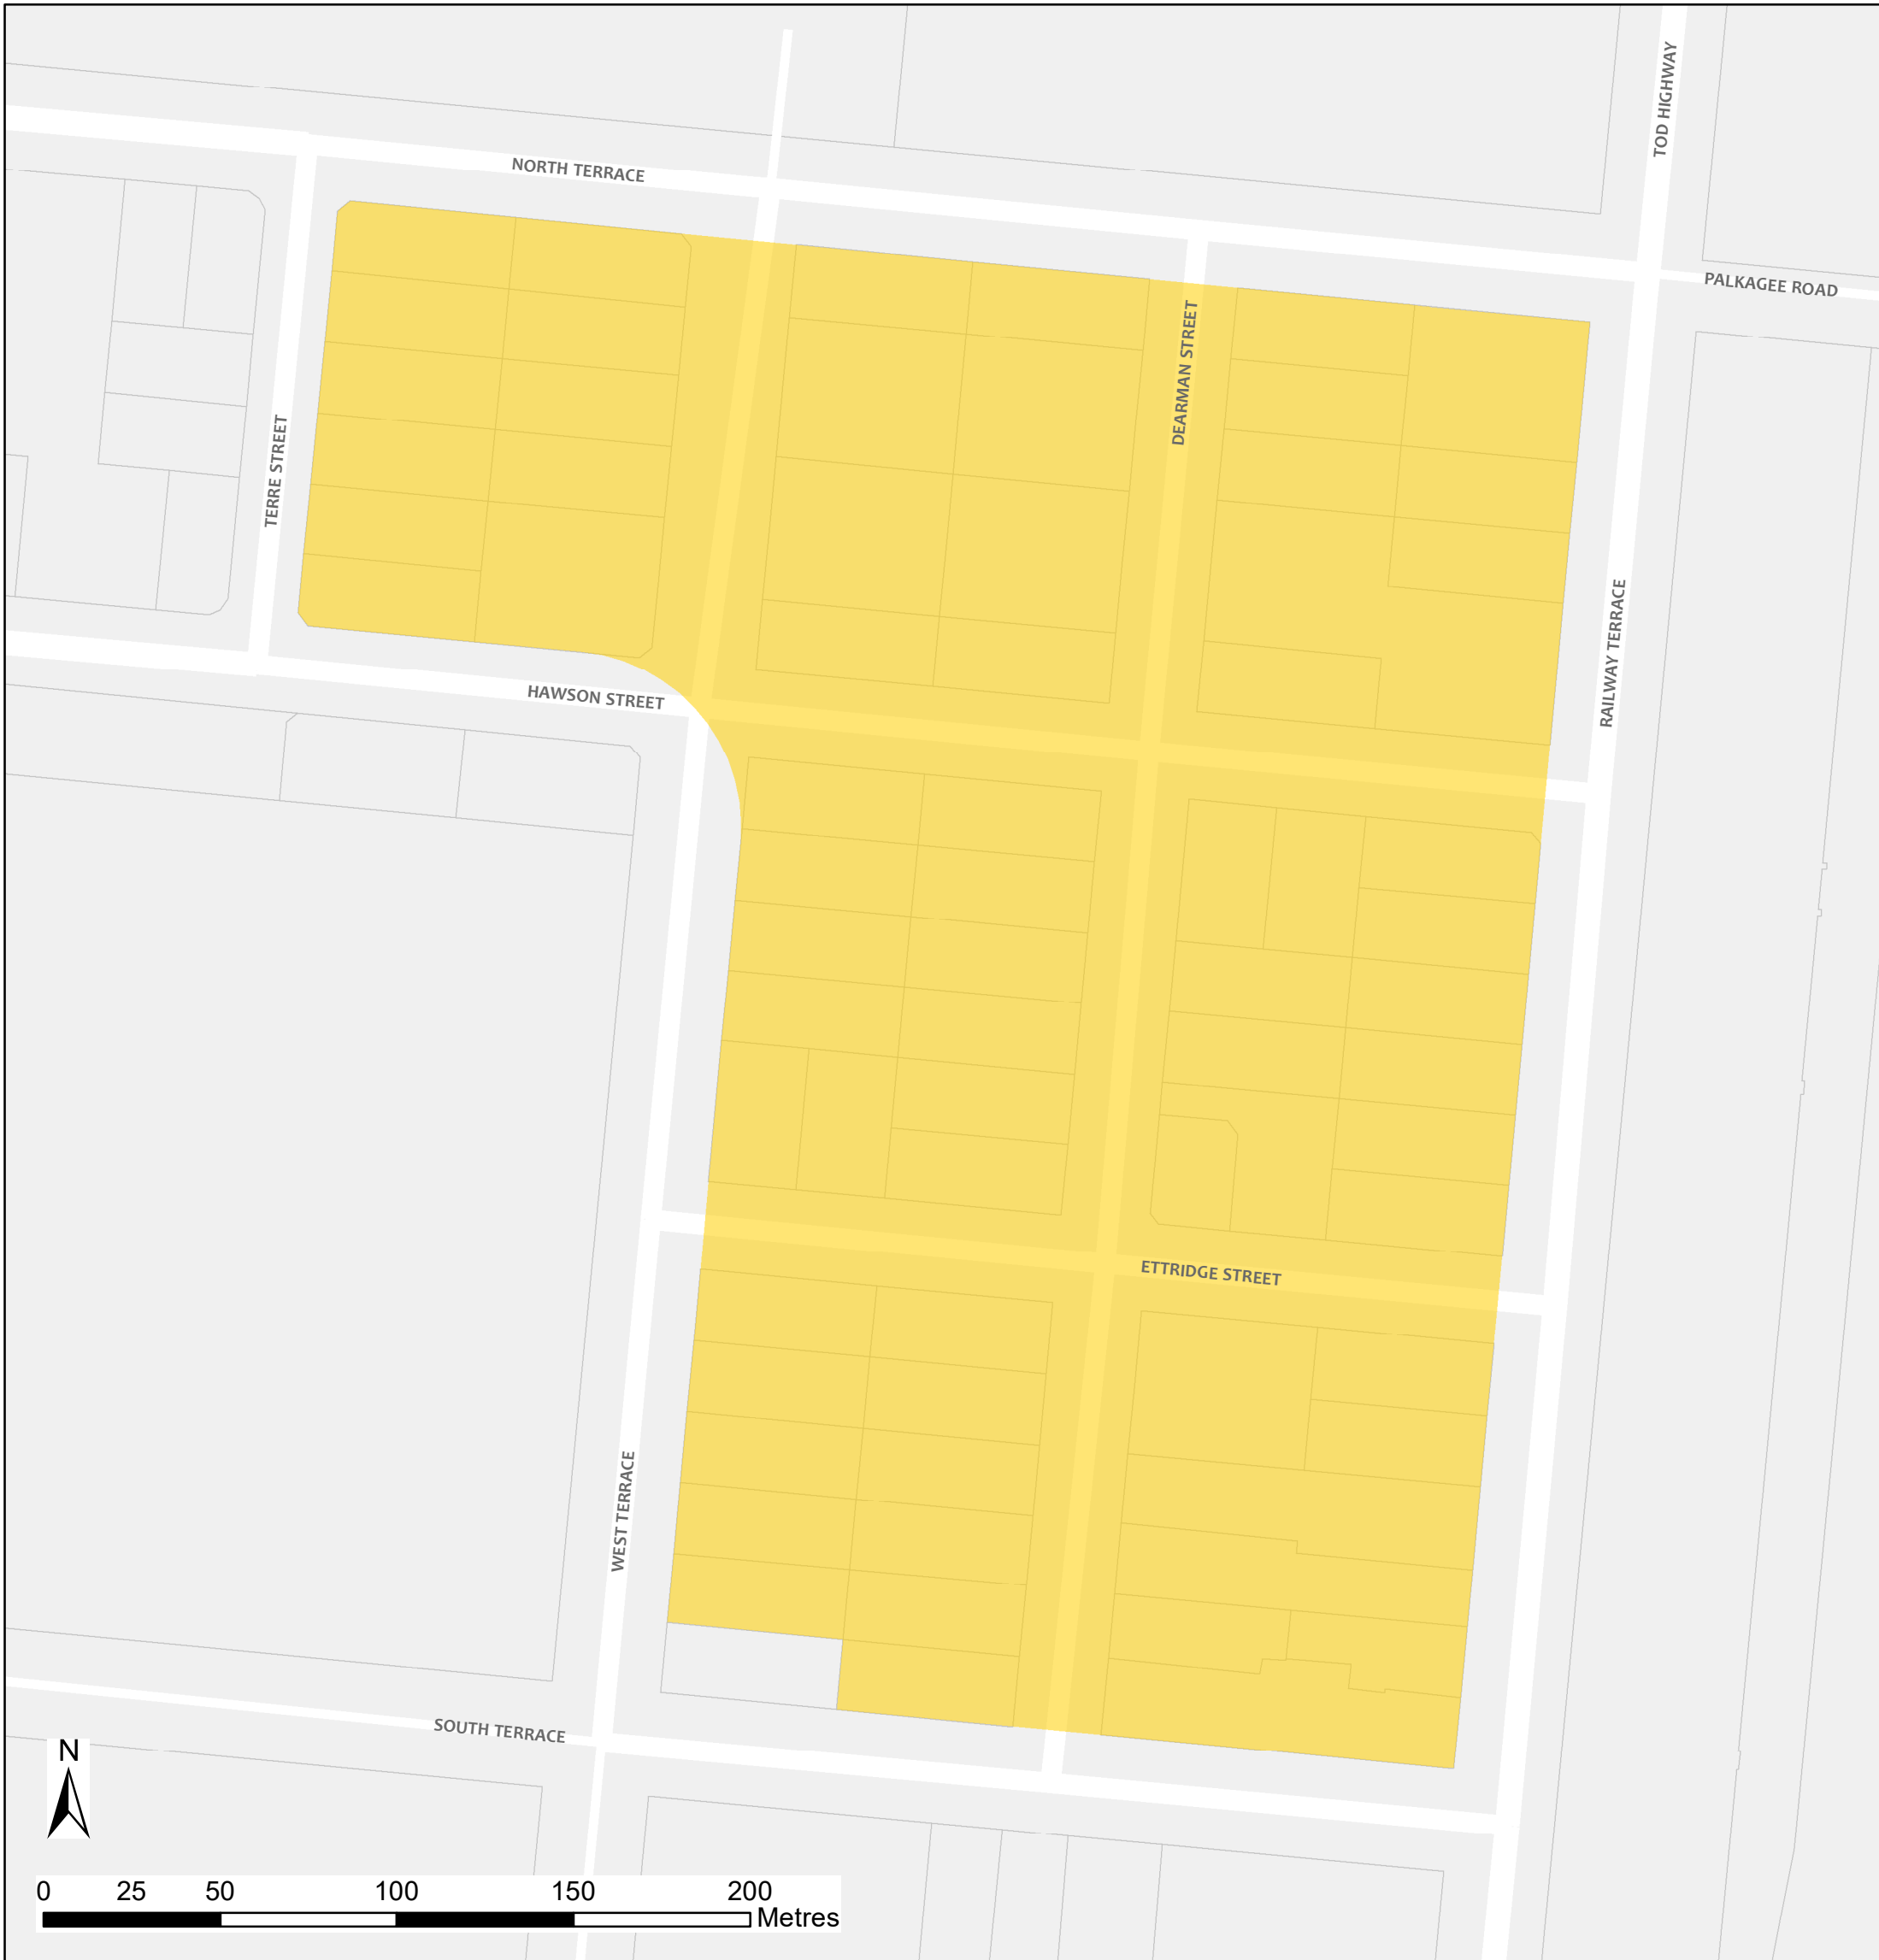 TOD HIGHWAY
NORTH TERRACE
PALKAGEE ROAD
DEARMAN STREET
TERRE STREET
RAILWAY TERRACE
HAWSON STREET
ETTRIDGE STREET
WEST TERRACE
SOUTH TERRACE
N
0 25 50 100 150 200
Metres